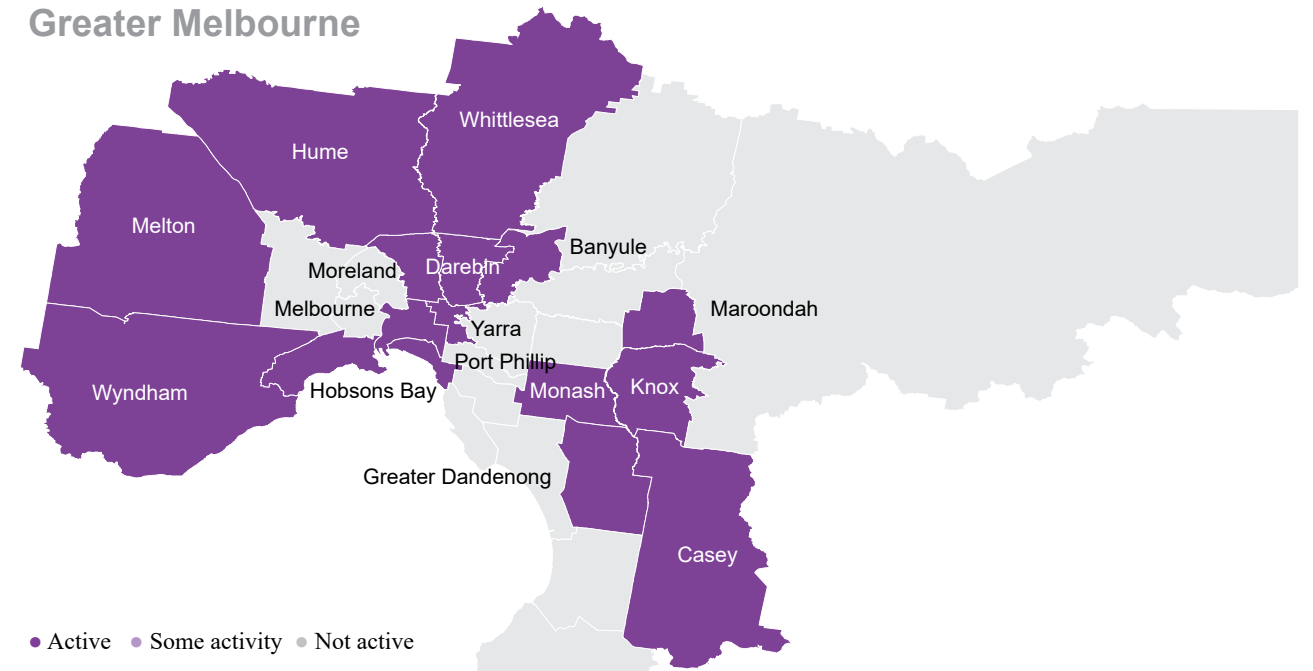 Greater Melbourne
Whittlesea
Hume
Melton
Banyule
Darebin
Moreland
Melbourne
Maroondah
Yarra
Port Phillip
Wyndham
Hobsons Bay
Monash
Knox
Greater Dandenong
Casey
Active
Some activity
Not active